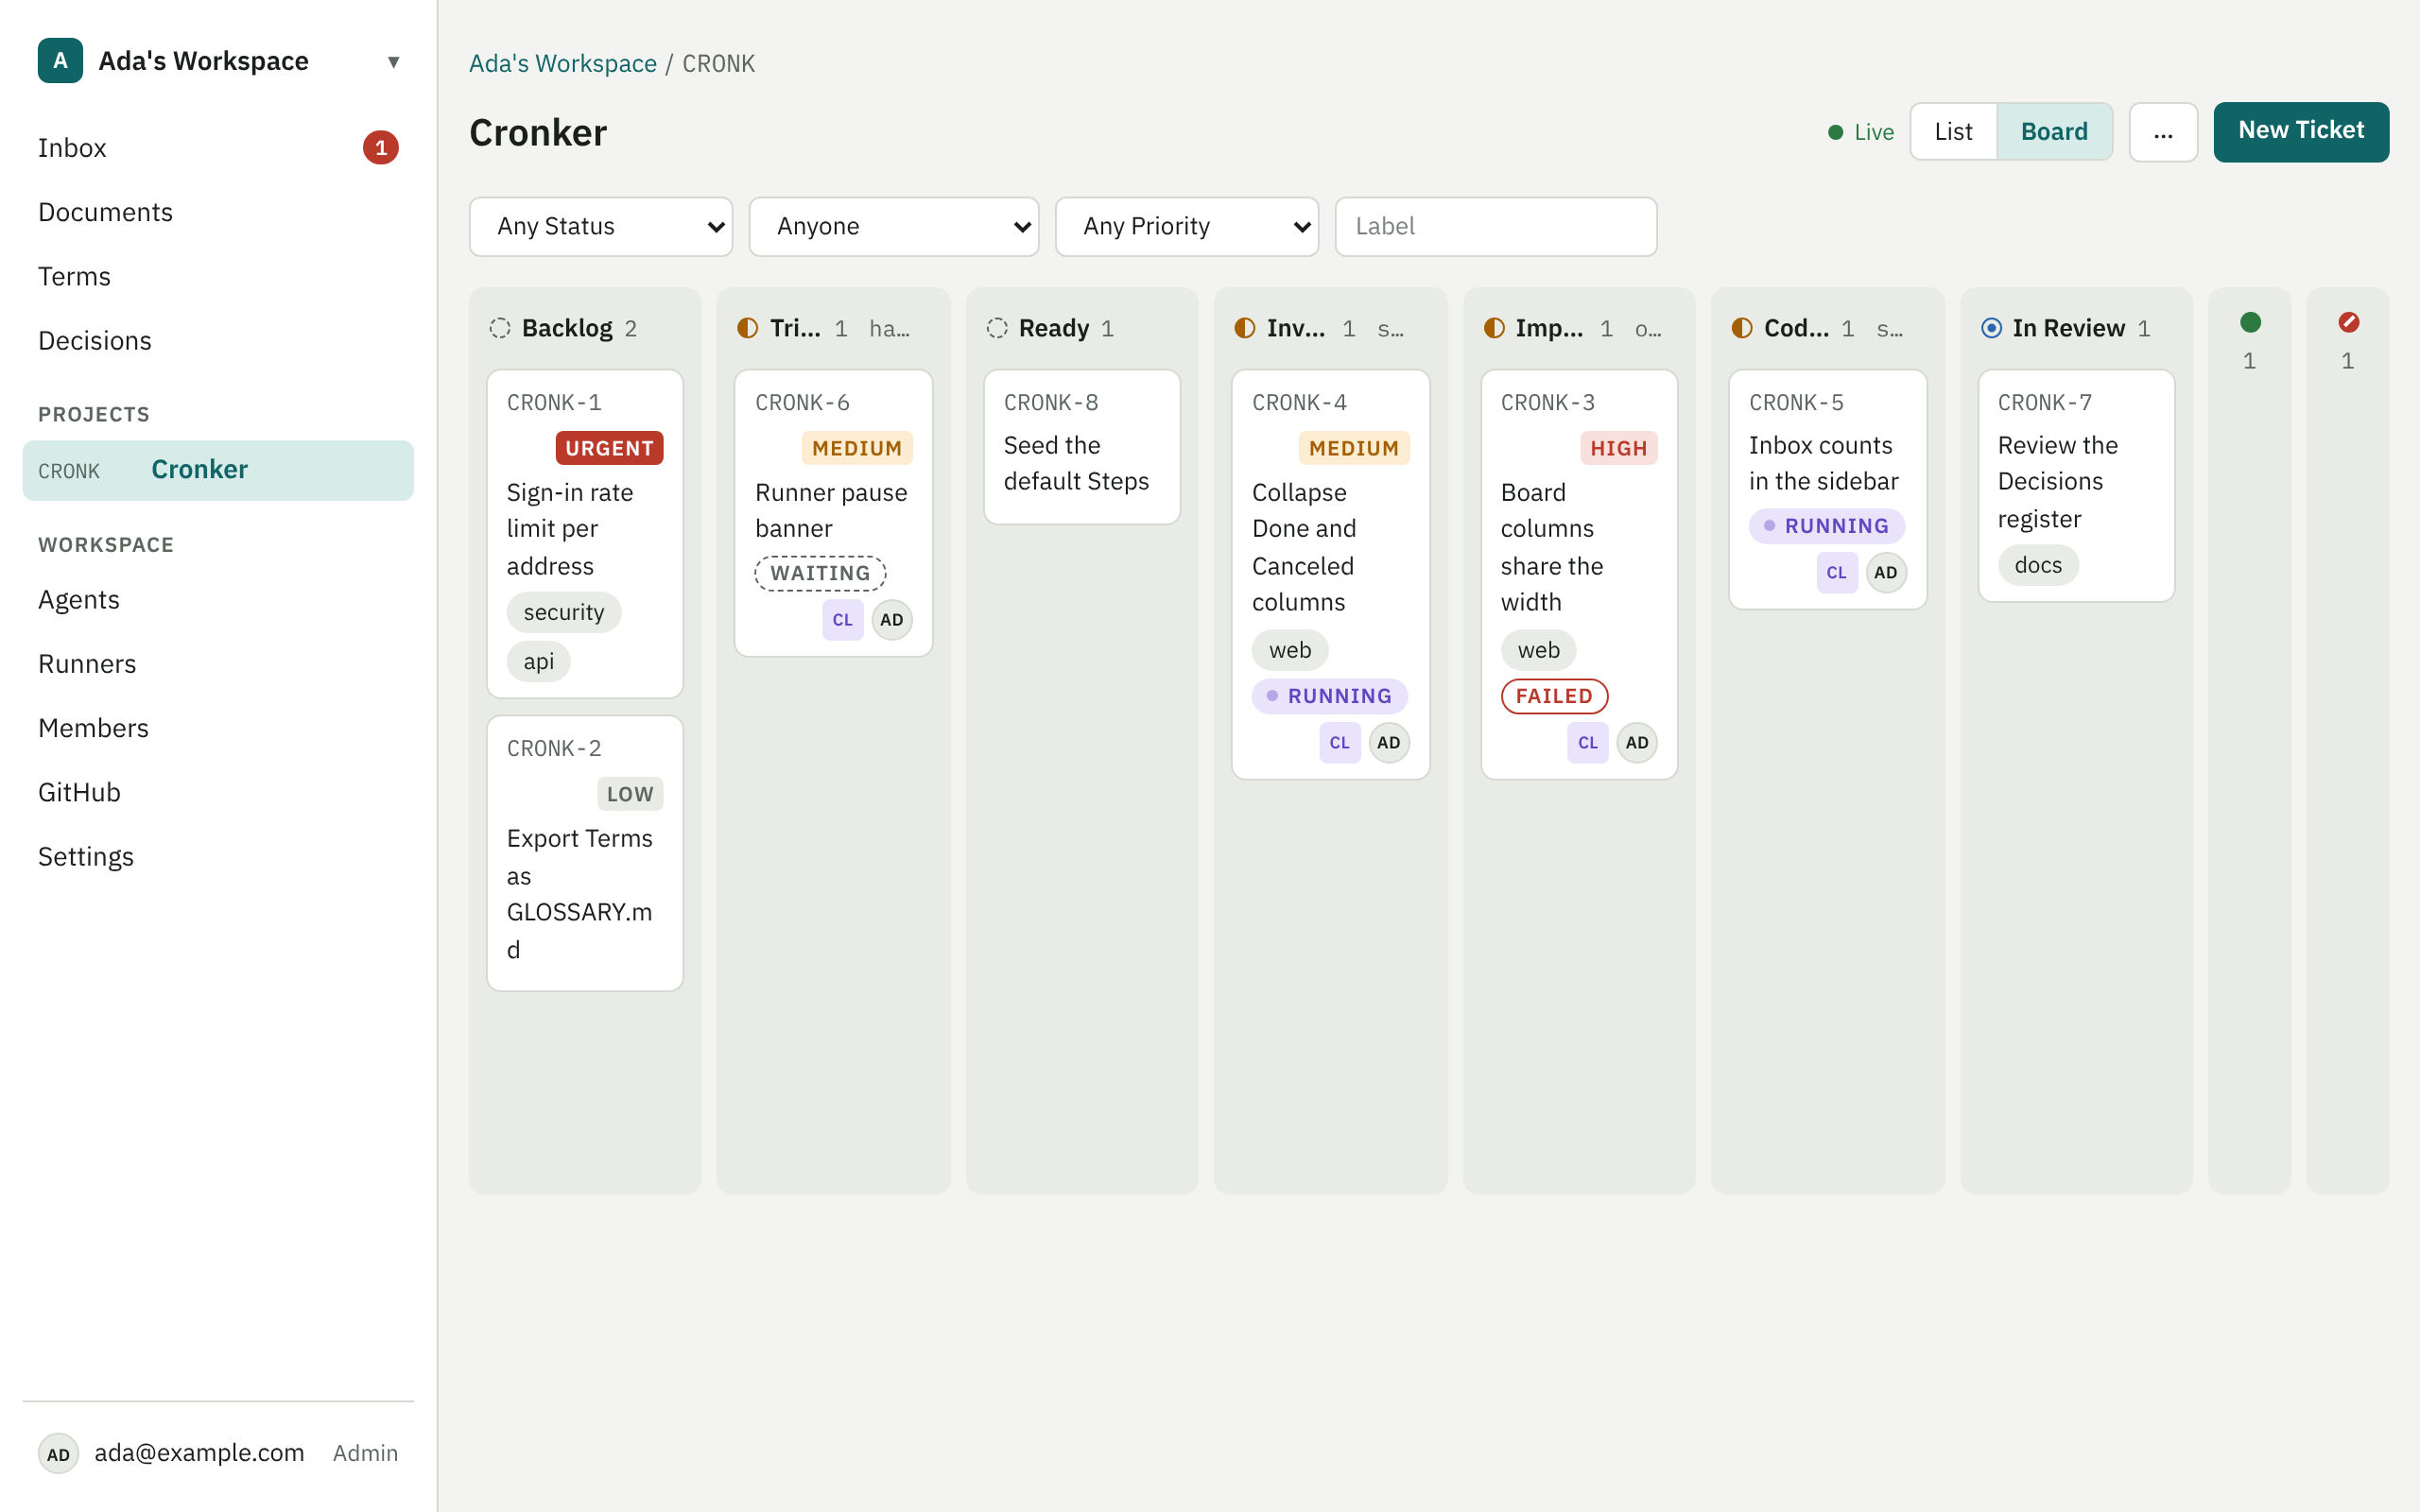 A Ada's Workspace ▾
Inbox 1
Documents
Terms
Decisions
PROJECTS
CRONK Cronker
WORKSPACE
Agents
Runners
Members
GitHub
Settings
AD ada@example.com Admin
Ada's Workspace / CRONK
Cronker
Live List Board ... New Ticket
Any Status Anyone Any Priority Label
Backlog 2
CRONK-1
URGENT
Sign-in rate
limit per
address
security
api
CRONK-2
LOW
Export Terms
as
GLOSSARY.m
d
Tri... 1 ha...
CRONK-6
MEDIUM
Runner pause
banner
WAITING
CL AD
Ready 1
CRONK-8
Seed the
default Steps
Inv... 1 s...
CRONK-4
MEDIUM
Collapse
Done and
Canceled
columns
web
RUNNING
CL AD
Imp... 1 o...
CRONK-3
HIGH
Board
columns
share the
width
web
FAILED
CL AD
Cod... 1 s...
CRONK-5
Inbox counts
in the sidebar
RUNNING
CL AD
In Review 1
CRONK-7
Review the
Decisions
register
docs
1
1